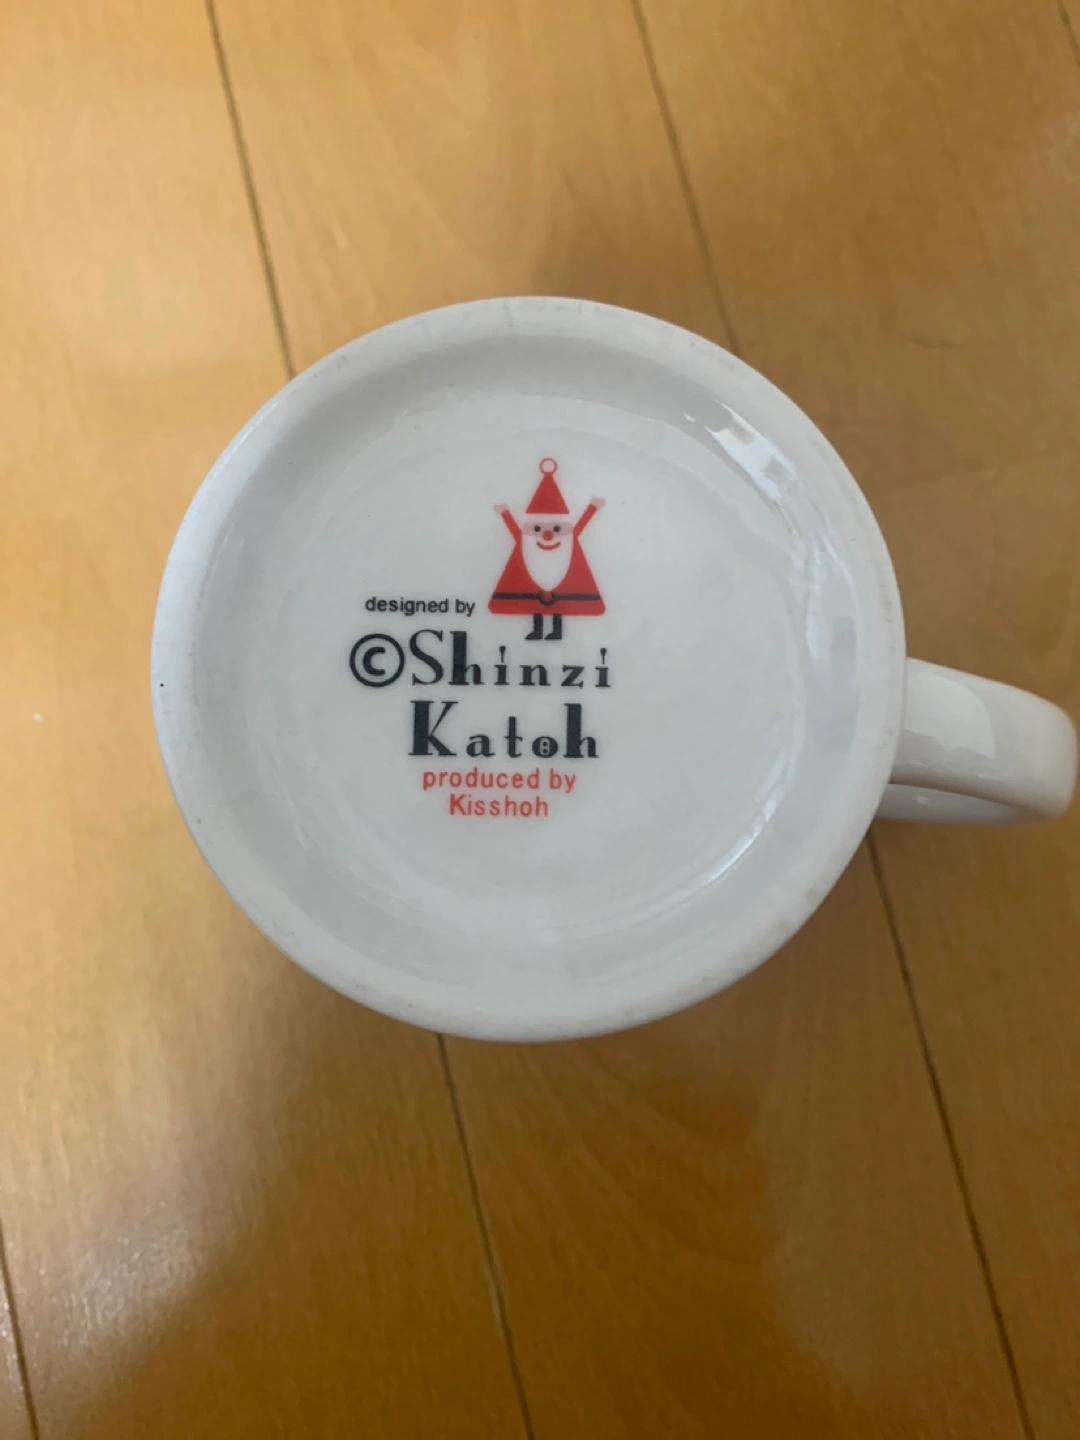 designed by
©Shinzi
Katoh
produced by
Kisshoh